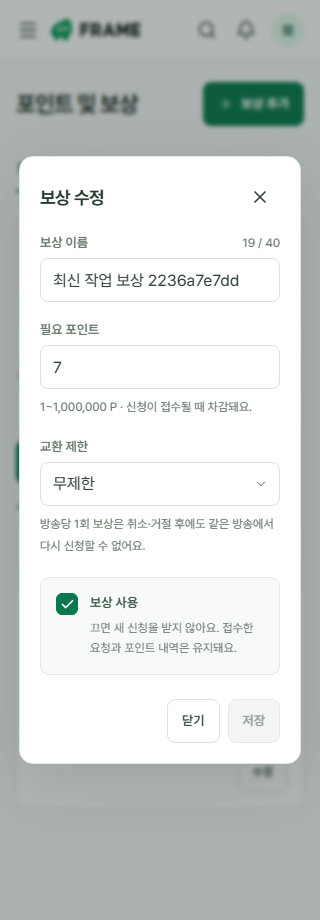 FRAME
포인트 및 보상
+ 보상 추가
보상 수정
보상 이름
19 / 40
최신 작업 보상 2236a7e7dd
필요 포인트
7
1~1,000,000 P · 신청이 접수될 때 차감돼요.
교환 제한
무제한
방송당 1회 보상은 취소·거절 후에도 같은 방송에서
다시 신청할 수 없어요.
보상 사용
끄면 새 신청을 받지 않아요. 접수한
요청과 포인트 내역은 유지돼요.
닫기
저장
수정